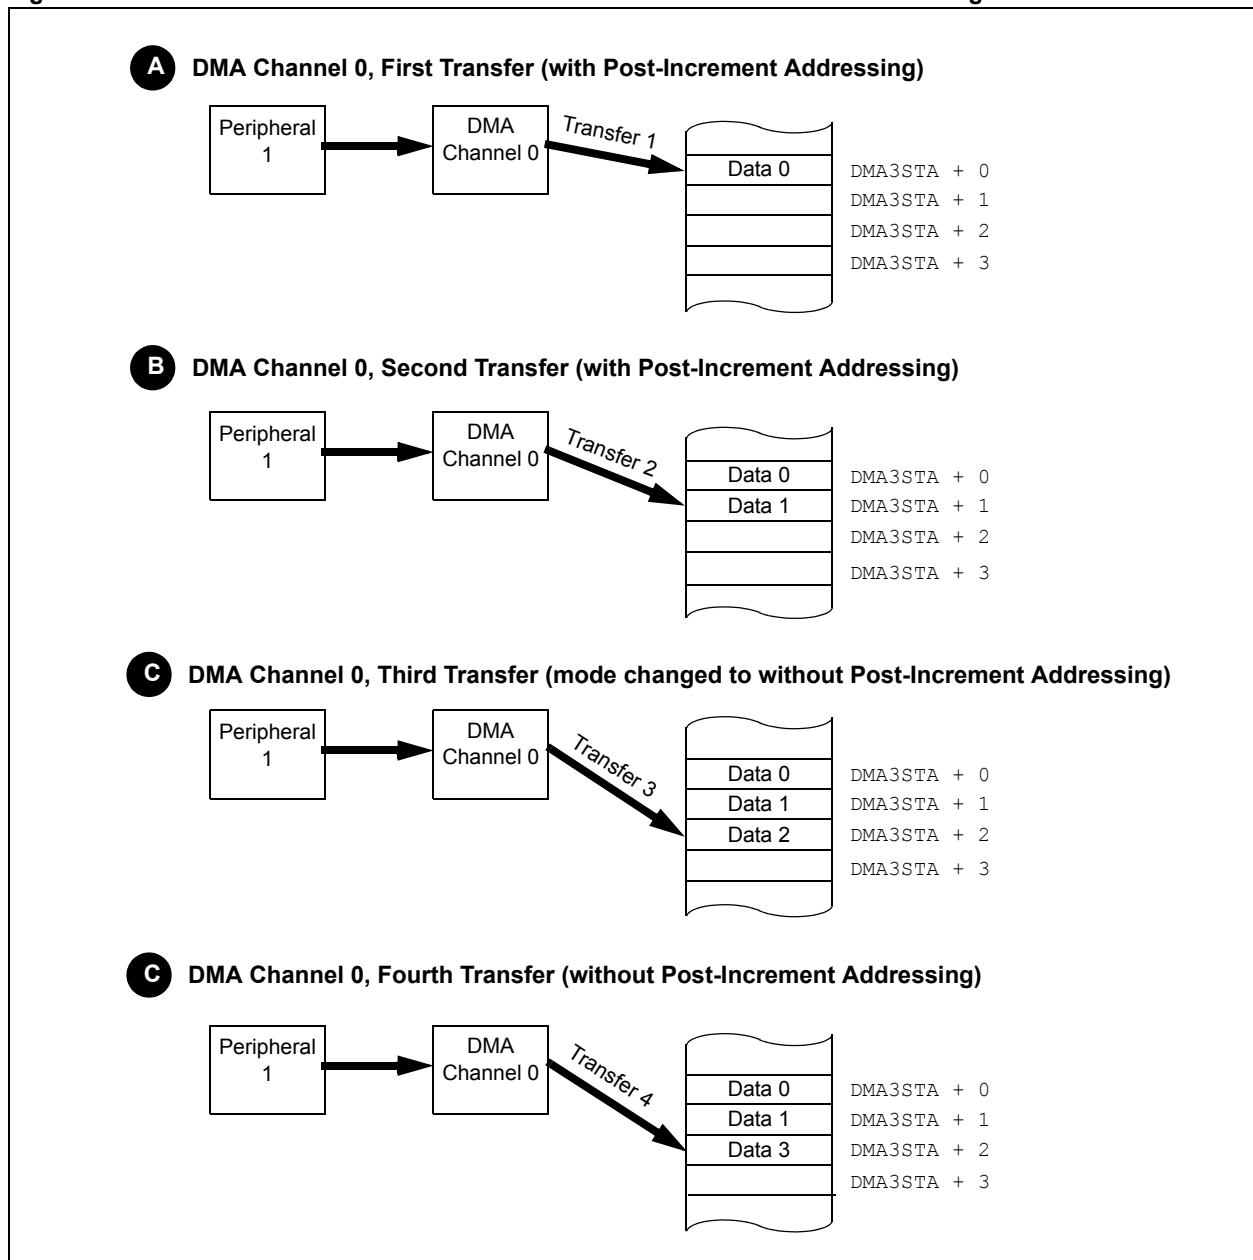 A DMA Channel 0, First Transfer (with Post-Increment Addressing)
Peripheral
1
DMA
Channel 0
Transfer 1
Data 0 DMA3STA + 0
DMA3STA + 1
DMA3STA + 2
DMA3STA + 3
B DMA Channel 0, Second Transfer (with Post-Increment Addressing)
Peripheral
1
DMA
Channel 0
Transfer 2
Data 0 DMA3STA + 0
Data 1 DMA3STA + 1
DMA3STA + 2
DMA3STA + 3
C DMA Channel 0, Third Transfer (mode changed to without Post-Increment Addressing)
Peripheral
1
DMA
Channel 0
Transfer 3
Data 0 DMA3STA + 0
Data 1 DMA3STA + 1
Data 2 DMA3STA + 2
DMA3STA + 3
C DMA Channel 0, Fourth Transfer (without Post-Increment Addressing)
Peripheral
1
DMA
Channel 0
Transfer 4
Data 0 DMA3STA + 0
Data 1 DMA3STA + 1
Data 3 DMA3STA + 2
DMA3STA + 3